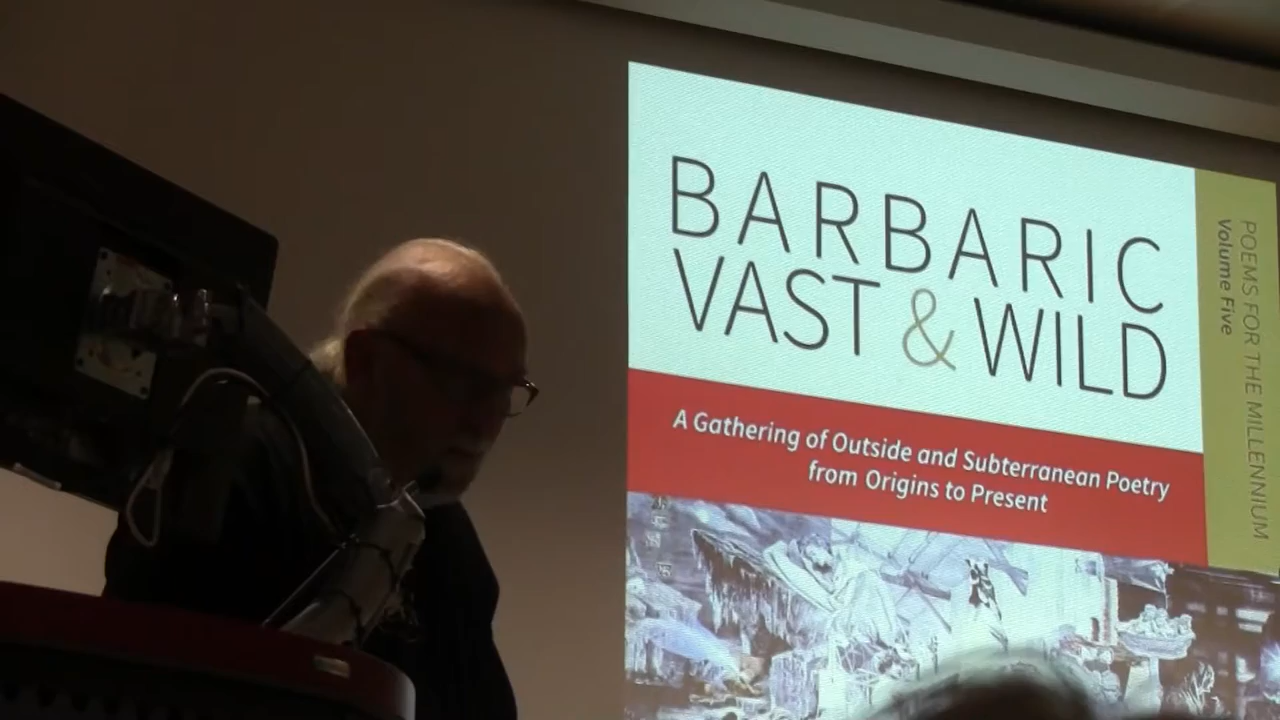 BARBARIC
VAST & WILD
A Gathering of Outside and Subterranean Poetry
from Origins to Present
POEMS FOR THE MILLENNIUM
Volume Five